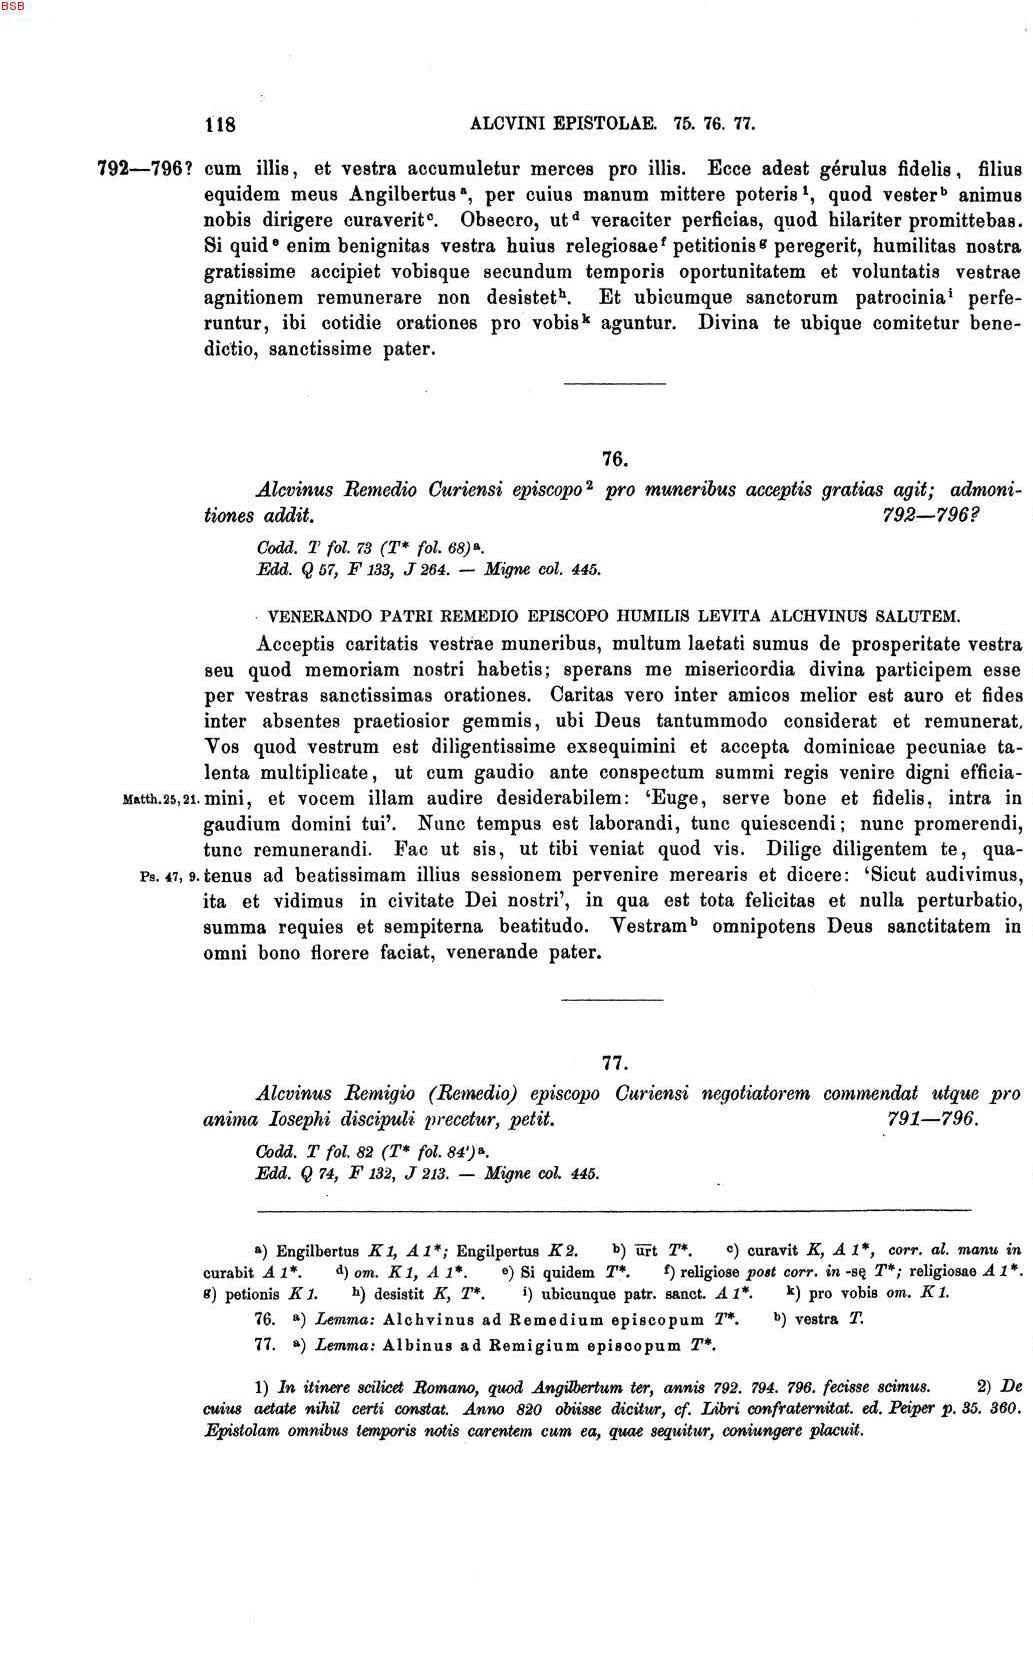 BSB
118 ALCVINI EPISTOLAE. 75. 76. 77.
792—796? cum illis, et vestra accumuletur merces pro illis. Ecce adest gérulus fidelis, filius
equidem meus Angilbertus ᵃ, per cuius manum mittere poteris ¹, quod vester ᵇ animus
nobis dirigere curaverit ᶜ. Obsecro, ut ᵈ veraciter perficias, quod hilariter promittebas.
Si quid ᵉ enim benignitas vestra huius relegiosae ᶠ petitionis ᵍ peregerit, humilitas nostra
gratissime accipiet vobisque secundum temporis oportunitatem et voluntatis vestrae
agnitionem remunerare non desistet ʰ. Et ubicumque sanctorum patrocinia ⁱ perfe-
runtur, ibi cotidie orationes pro vobis ᵏ aguntur. Divina te ubique comitetur bene-
dictio, sanctissime pater.
76.
Alcvinus Remedio Curiensi episcopo ² pro muneribus acceptis gratias agit; admoni-
tiones addit. 792—796?
Codd. T fol. 73 (T* fol. 68) ᵃ.
Edd. Q 57, F 133, J 264. — Migne col. 445.
VENERANDO PATRI REMEDIO EPISCOPO HUMILIS LEVITA ALCHVINUS SALUTEM.
Acceptis caritatis vestrae muneribus, multum laetati sumus de prosperitate vestra
seu quod memoriam nostri habetis; sperans me misericordia divina participem esse
per vestras sanctissimas orationes. Caritas vero inter amicos melior est auro et fides
inter absentes praetiosior gemmis, ubi Deus tantummodo considerat et remunerat.
Vos quod vestrum est diligentissime exsequimini et accepta dominicae pecuniae ta-
lenta multiplicate, ut cum gaudio ante conspectum summi regis venire digni efficia-
Matth. 25, 21. mini, et vocem illam audire desiderabilem: ‘Euge, serve bone et fidelis, intra in
gaudium domini tui’. Nunc tempus est laborandi, tunc quiescendi; nunc promerendi,
tunc remunerandi. Fac ut sis, ut tibi veniat quod vis. Dilige diligentem te, qua-
Ps. 47, 9. tenus ad beatissimam illius sessionem pervenire merearis et dicere: ‘Sicut audivimus,
ita et vidimus in civitate Dei nostri’, in qua est tota felicitas et nulla perturbatio,
summa requies et sempiterna beatitudo. Vestram ᵇ omnipotens Deus sanctitatem in
omni bono florere faciat, venerande pater.
77.
Alcvinus Remigio (Remedio) episcopo Curiensi negotiatorem commendat utque pro
anima Iosephi discipuli precetur, petit. 791—796.
Codd. T fol. 82 (T* fol. 84') ᵃ.
Edd. Q 74, F 132, J 213. — Migne col. 445.
ᵃ) Engilbertus K 1, A 1*; Engilpertus K 2. ᵇ) u̅r̅t T*. ᶜ) curavit K, A 1*, corr. al. manu in
curabit A 1*. ᵈ) om. K 1, A 1*. ᵉ) Si quidem T*. ᶠ) religiose post corr. in -sę T*; religiosae A 1*.
ᵍ) petionis K 1. ʰ) desistit K, T*. ⁱ) ubicunque patr. sanct. A 1*. ᵏ) pro vobis om. K 1.
76. ᵃ) Lemma: Alchvinus ad Remedium episcopum T*. ᵇ) vestra T.
77. ᵃ) Lemma: Albinus ad Remigium episcopum T*.
1) In itinere scilicet Romano, quod Angilbertum ter, annis 792. 794. 796. fecisse scimus. 2) De
cuius aetate nihil certi constat. Anno 820 obiisse dicitur, cf. Libri confraternitat. ed. Peiper p. 35. 360.
Epistolam omnibus temporis notis carentem cum ea, quae sequitur, coniungere placuit.